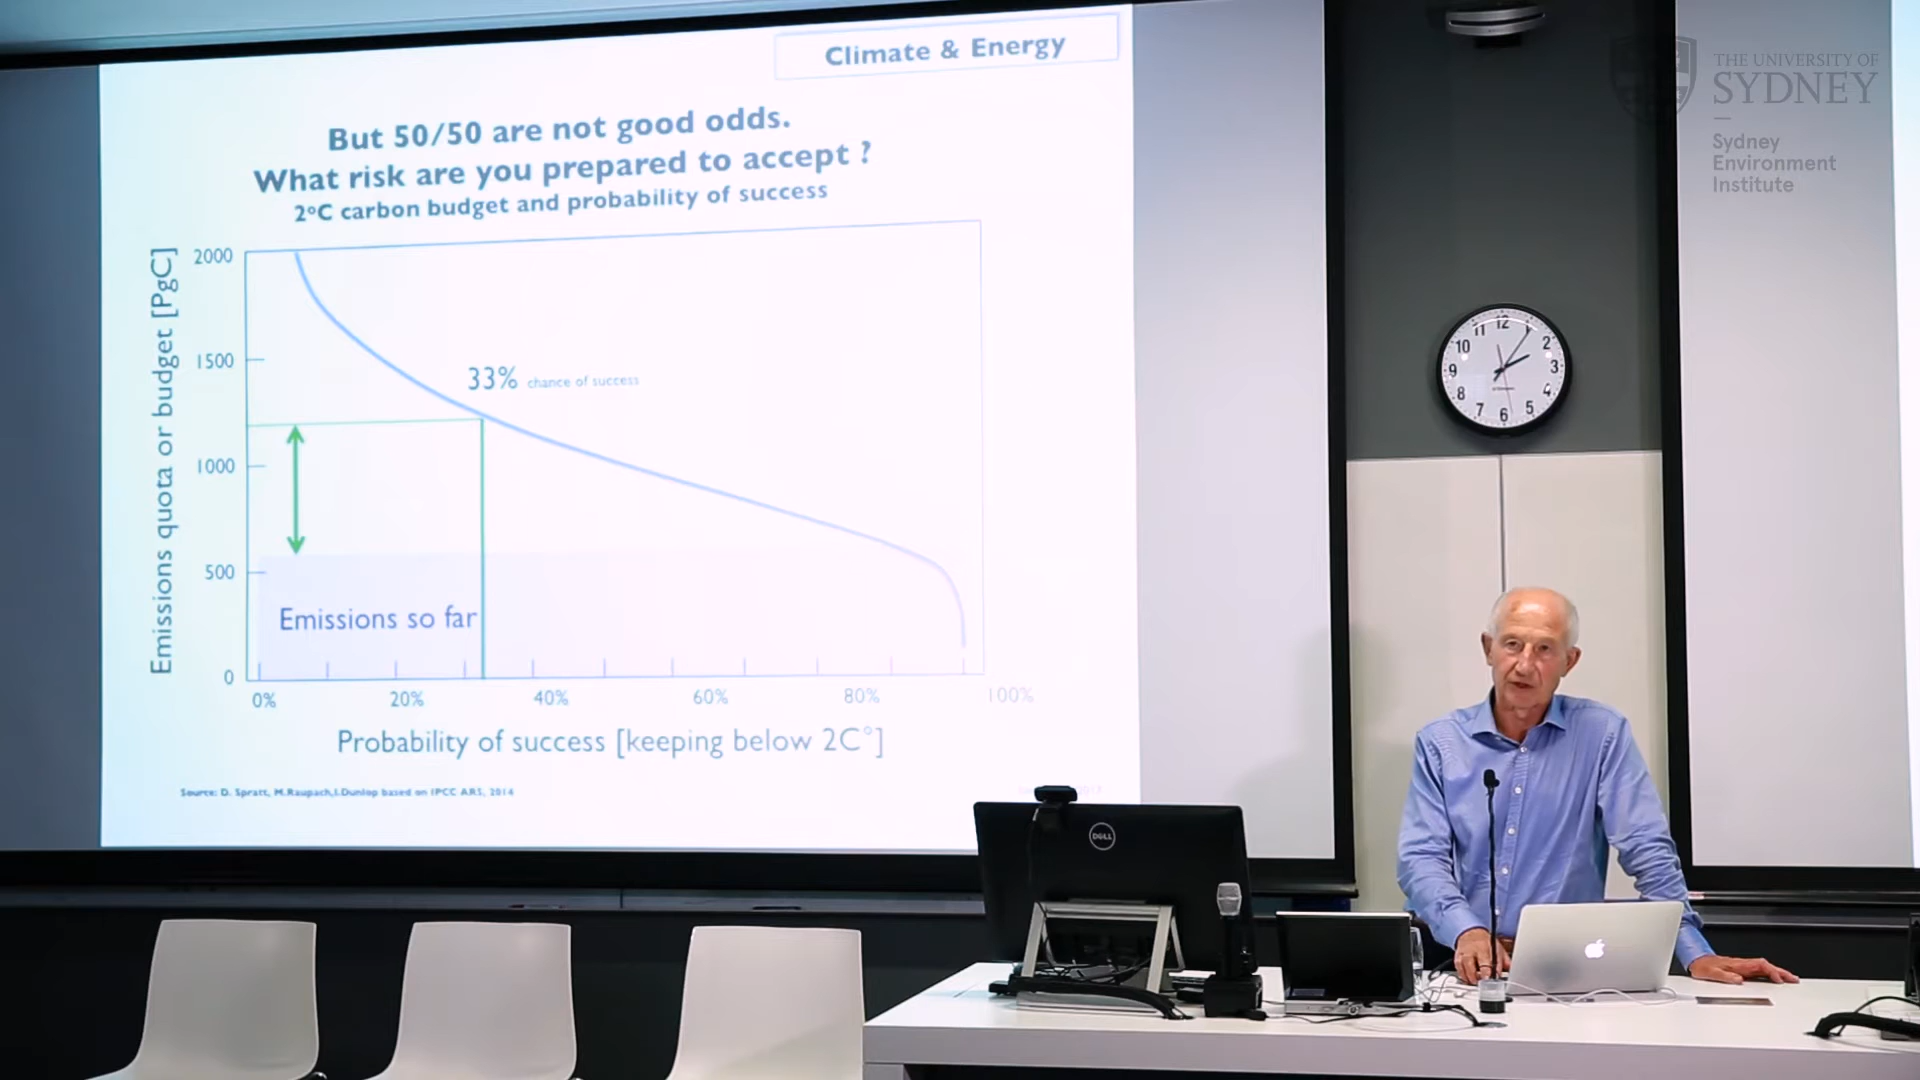 Climate & Energy
But 50/50 are not good odds.
What risk are you prepared to accept ?
2°C carbon budget and probability of success
Emissions quota or budget [PgC]
2000
1500
1000
500
0
33% chance of success
Emissions so far
0% 20% 40% 60% 80% 100%
Probability of success [keeping below 2C°]
Source: D. Spratt, M.Raupach,I.Dunlop based on IPCC AR5, 2014
THE UNIVERSITY OF
SYDNEY
Sydney
Environment
Institute
12
11
10
2
9
3
8
4
7
5
6
DELL